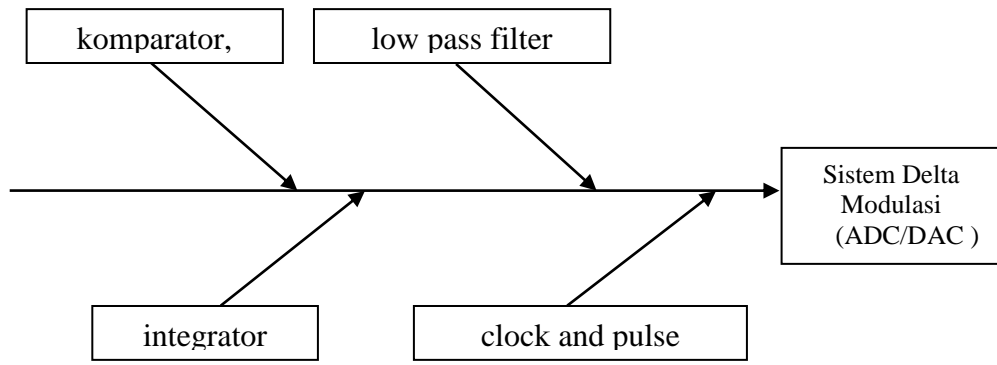 komparator,
low pass filter
Sistem Delta
Modulasi
(ADC/DAC )
integrator
clock and pulse